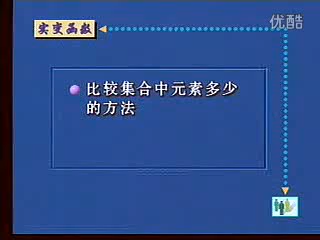 实变函数
优酷
比较集合中元素多少
的方法